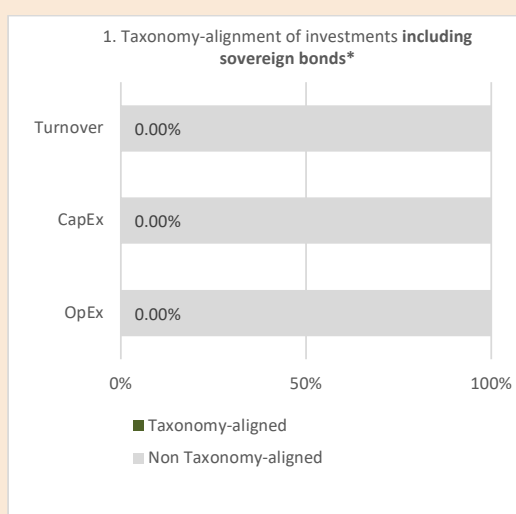 1. Taxonomy-alignment of investments including
sovereign bonds*
Turnover
0.00%
CapEx
0.00%
OpEx
0.00%
0%
50%
100%
Taxonomy-aligned
Non Taxonomy-aligned